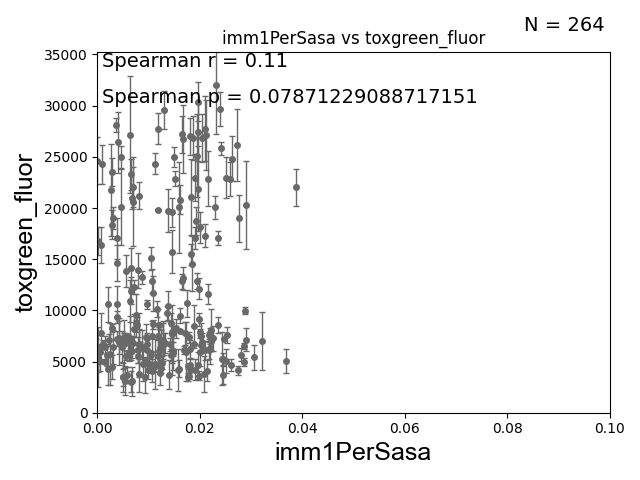 N = 264
imm1PerSasa vs toxgreen_fluor
Spearman r = 0.11
Spearman p = 0.07871229088717151
35000
30000
25000
20000
15000
10000
5000
0
toxgreen_fluor
0.00 0.02 0.04 0.06 0.08 0.10
imm1PerSasa